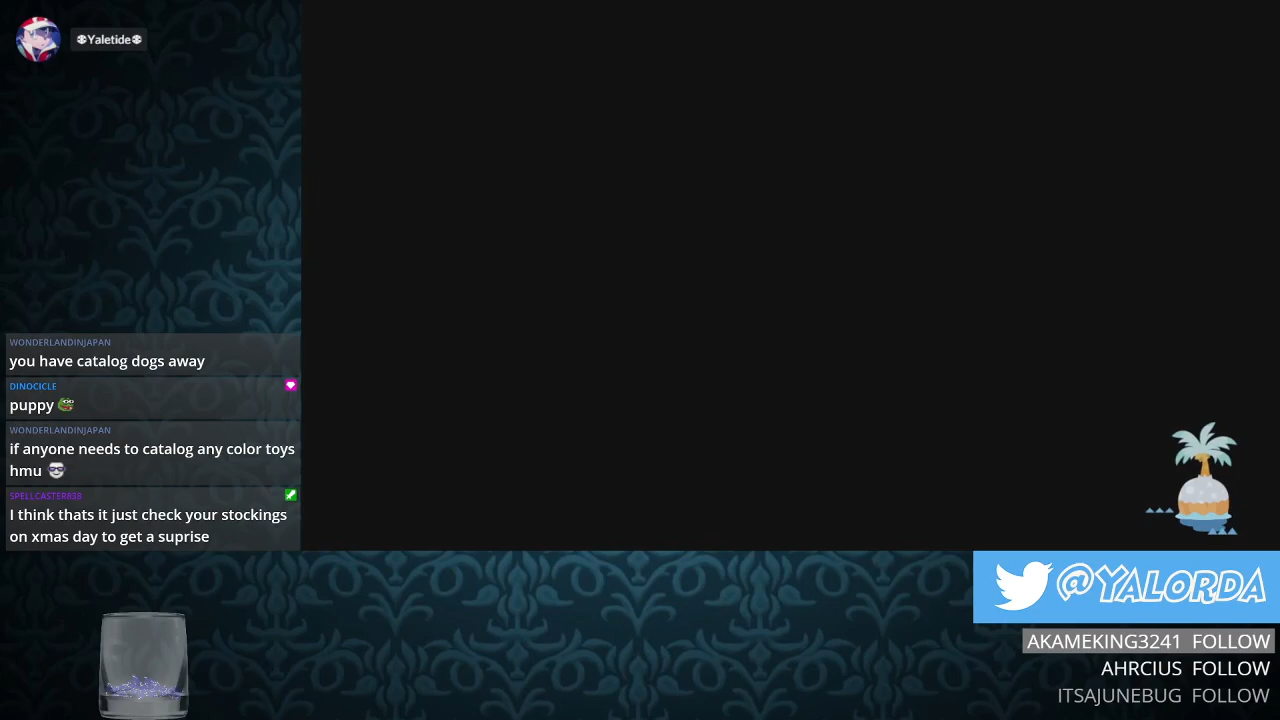 Yaletide
WONDERLANDINJAPAN
you have catalog dogs away
DINOCICLE
puppy
WONDERLANDINJAPAN
if anyone needs to catalog any color toys
hmu
SPELLCASTER838
I think thats it just check your stockings
on xmas day to get a suprise
@YALORDA
AKAMEKING3241 FOLLOW
AHRCIUS FOLLOW
ITSAJUNEBUG FOLLOW